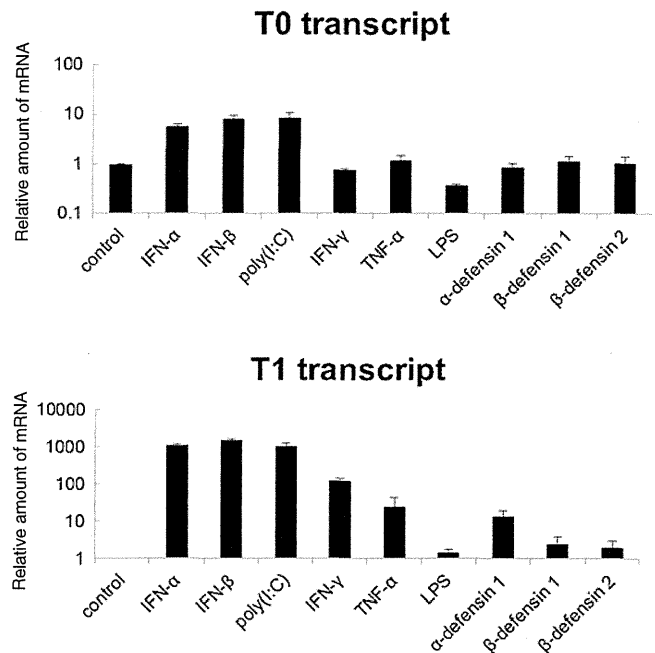 T0 transcript
Relative amount of mRNA
100
10
1
0.1
control
IFN-α
IFN-β
poly(I:C)
IFN-γ
TNF-α
LPS
α-defensin 1
β-defensin 1
β-defensin 2
T1 transcript
Relative amount of mRNA
10000
1000
100
10
1
control
IFN-α
IFN-β
poly(I:C)
IFN-γ
TNF-α
LPS
α-defensin 1
β-defensin 1
β-defensin 2